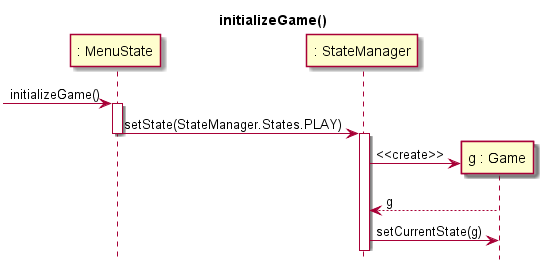 initializeGame()
: MenuState
: StateManager
initializeGame()
setState(StateManager.States.PLAY)
<<create>>
g : Game
g
setCurrentState(g)